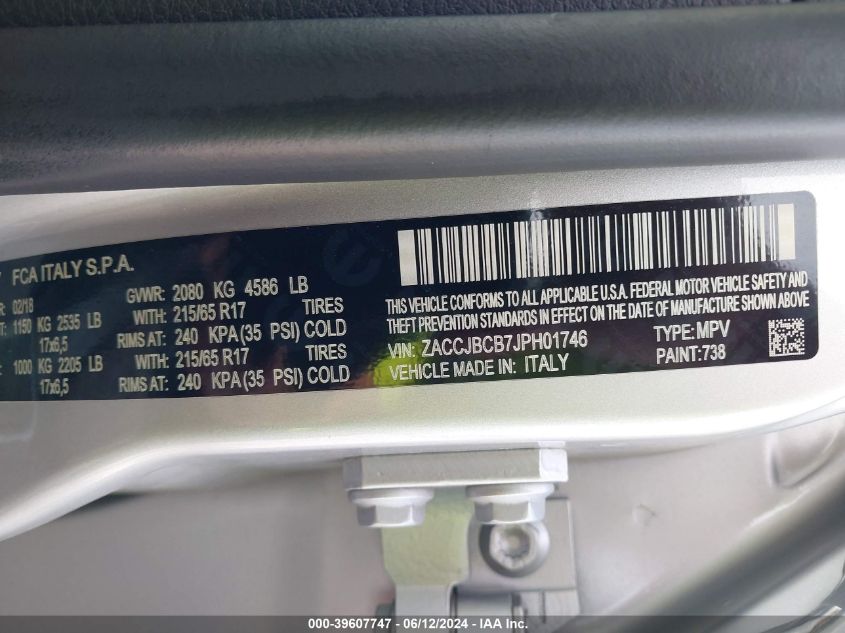 FCA ITALY S.P.A.
02/18 GVWR: 2080 KG 4586 LB
1150 KG 2535 LB WITH: 215/65 R17 TIRES
17x6,5 RIMS AT: 240 KPA(35 PSI) COLD
1000 KG 2205 LB WITH: 215/65 R17 TIRES
17x6,5 RIMS AT: 240 KPA(35 PSI) COLD
THIS VEHICLE CONFORMS TO ALL APPLICABLE U.S.A. FEDERAL MOTOR VEHICLE SAFETY AND
THEFT PREVENTION STANDARDS IN EFFECT ON THE DATE OF MANUFACTURE SHOWN ABOVE
VIN: ZACCJBCB7JPH01746 TYPE: MPV
VEHICLE MADE IN: ITALY PAINT: 738
000-39607747 - 06/12/2024 - IAA Inc.